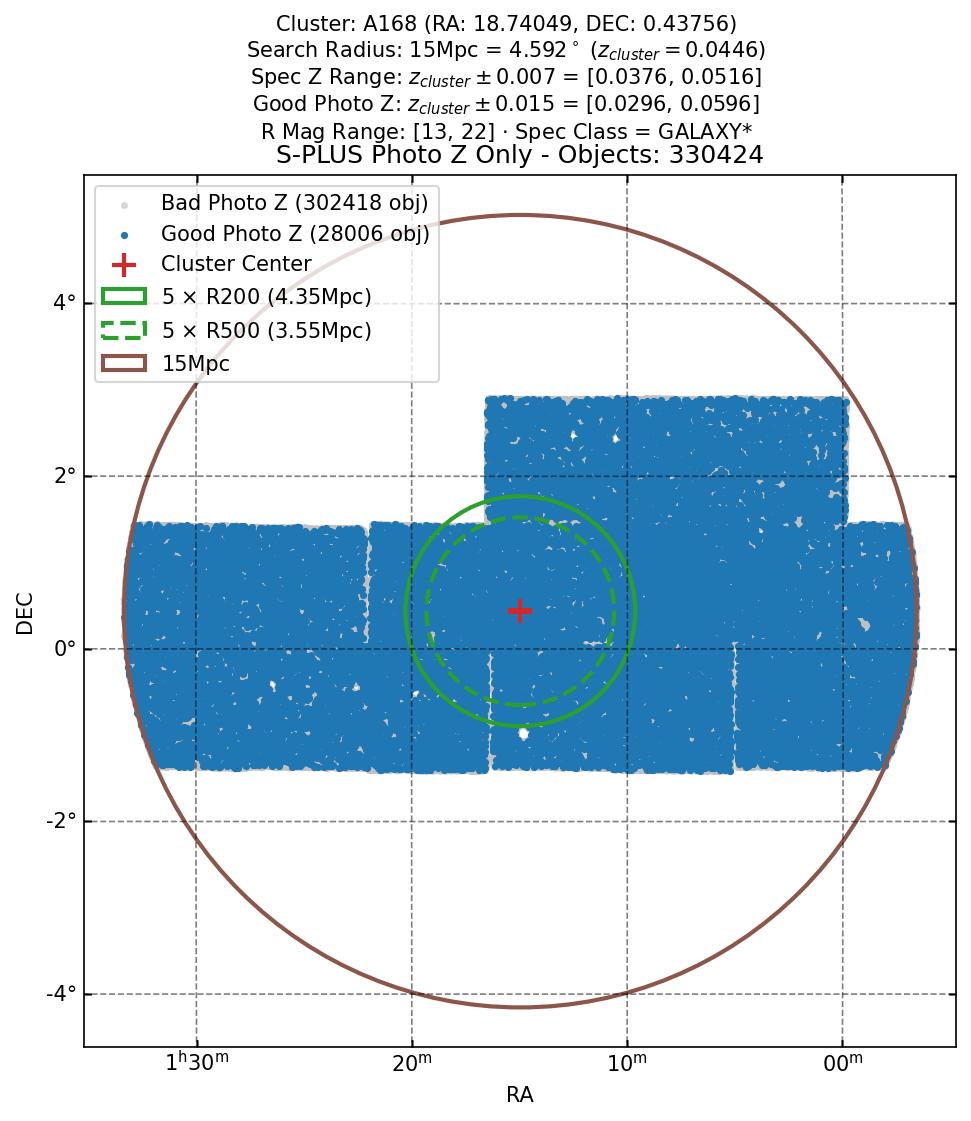 Cluster: A168 (RA: 18.74049, DEC: 0.43756)
Search Radius: 15Mpc = 4.592° (z_cluster = 0.0446)
Spec Z Range: z_cluster ± 0.007 = [0.0376, 0.0516]
Good Photo Z: z_cluster ± 0.015 = [0.0296, 0.0596]
R Mag Range: [13, 22] · Spec Class = GALAXY*
S-PLUS Photo Z Only - Objects: 330424
Bad Photo Z (302418 obj)
Good Photo Z (28006 obj)
Cluster Center
5 × R200 (4.35Mpc)
5 × R500 (3.55Mpc)
15Mpc
4°
2°
0°
-2°
-4°
DEC
1h30m 20m 10m 00m
RA